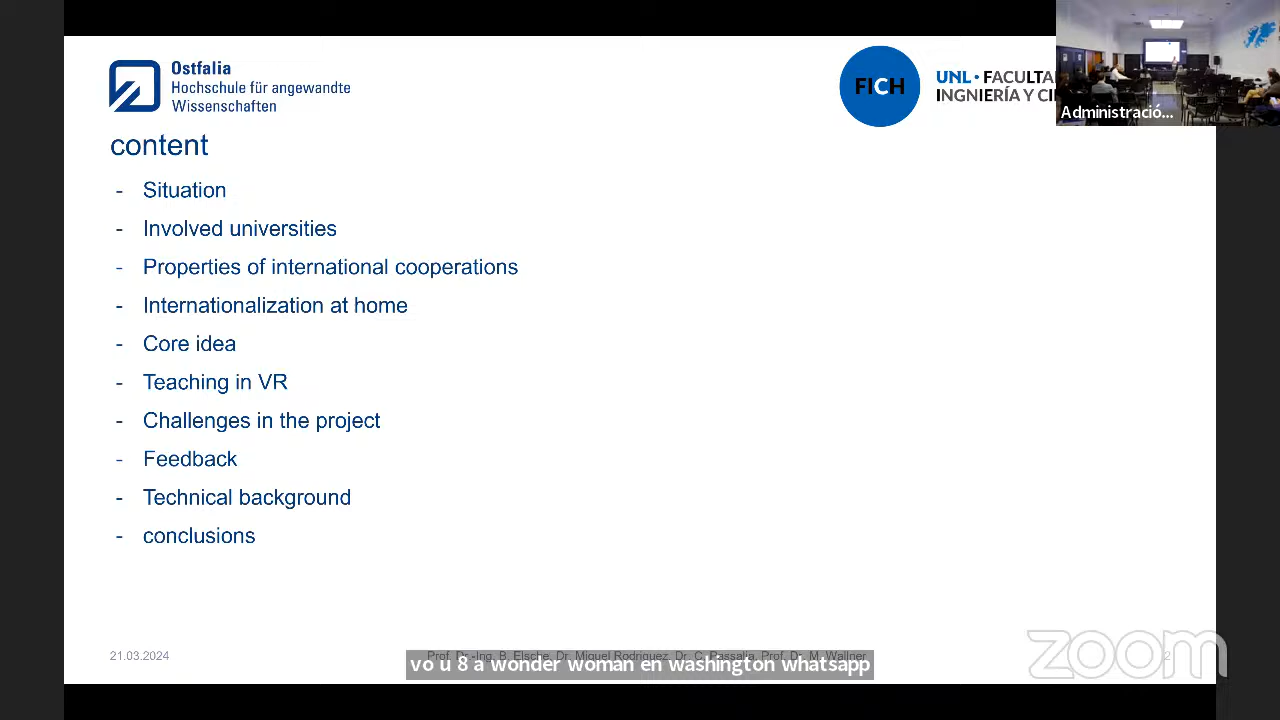 Ostfalia
Hochschule für angewandte
Wissenschaften
FICH
UNL • FACULTA
INGNIERÍA Y CI
Administració...
content
- Situation
- Involved universities
- Properties of international cooperations
- Internationalization at home
- Core idea
- Teaching in VR
- Challenges in the project
- Feedback
- Technical background
- conclusions
21.03.2024
Prof. Dr.-Ing. B. Elsche, Dr. Miguel Rodriguez, Dr. C. Passalia, Prof. Dr. M. Wallner
2
vo u 8 a wonder woman en washington whatsapp
zoom